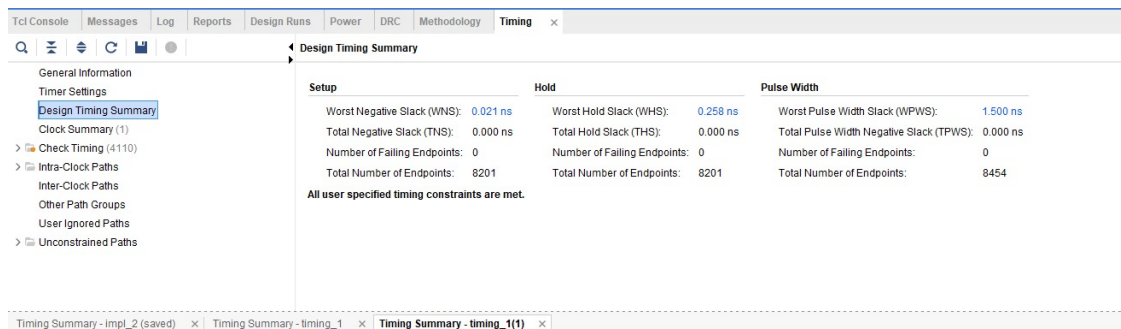 Tcl Console Messages Log Reports Design Runs Power DRC Methodology Timing
General Information
Timer Settings
Design Timing Summary
Clock Summary (1)
Check Timing (4110)
Intra-Clock Paths
Inter-Clock Paths
Other Path Groups
User Ignored Paths
Unconstrained Paths
Design Timing Summary
Setup Hold Pulse Width
Worst Negative Slack (WNS): 0.021 ns Worst Hold Slack (WHS): 0.258 ns Worst Pulse Width Slack (WPWS): 1.500 ns
Total Negative Slack (TNS): 0.000 ns Total Hold Slack (THS): 0.000 ns Total Pulse Width Negative Slack (TPWS): 0.000 ns
Number of Failing Endpoints: 0 Number of Failing Endpoints: 0 Number of Failing Endpoints: 0
Total Number of Endpoints: 8201 Total Number of Endpoints: 8201 Total Number of Endpoints: 8454
All user specified timing constraints are met.
Timing Summary - impl_2 (saved) Timing Summary - timing_1 Timing Summary - timing_1(1)